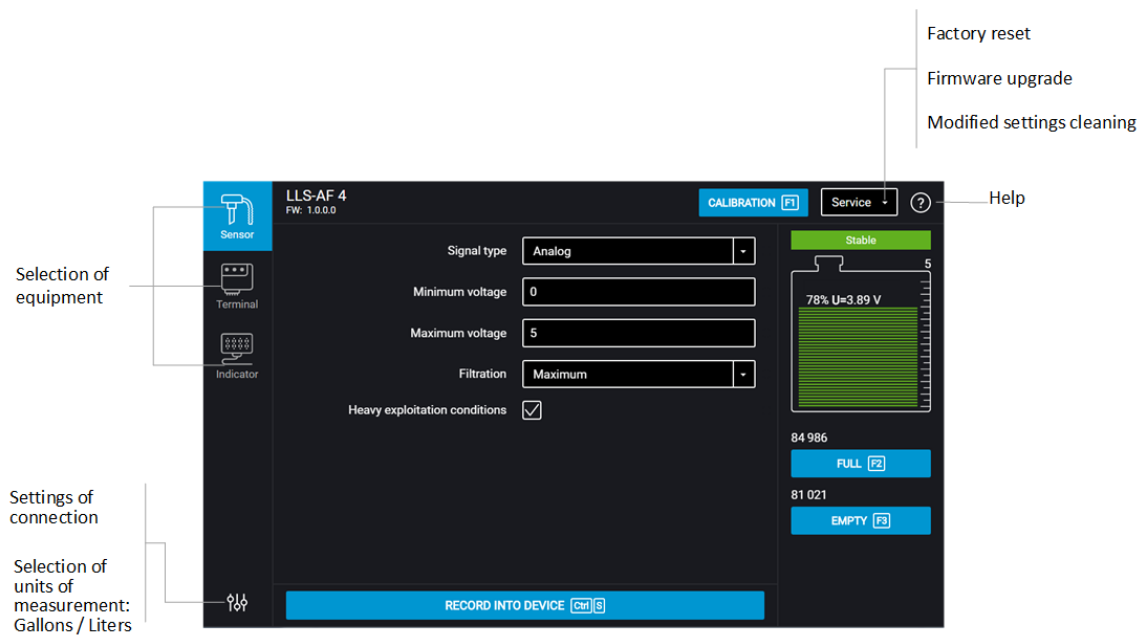 Factory reset
Firmware upgrade
Modified settings cleaning
Help
Selection of
equipment
Settings of
connection
Selection of
units of
measurement:
Gallons / Liters
Sensor
Terminal
Indicator
LLS-AF 4
FW: 1.0.0.0
CALIBRATION F1
Service
?
Signal type Analog
Minimum voltage 0
Maximum voltage 5
Filtration Maximum
Heavy exploitation conditions
RECORD INTO DEVICE Ctrl S
Stable
5
78% U=3.89 V
84 986
FULL F2
81 021
EMPTY F3